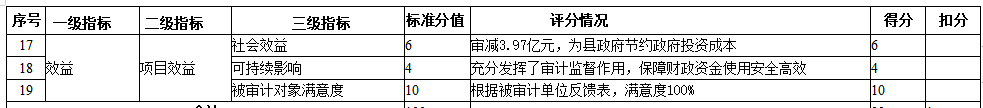 序号 一级指标 二级指标 三级指标 标准分值 评分情况 得分 扣分
17 社会效益 6 审减3.97亿元，为县政府节约政府投资成本 6
18 效益 项目效益 可持续影响 4 充分发挥了审计监督作用，保障财政资金使用安全高效 4
19 被审计对象满意度 10 根据被审计单位反馈表，满意度100% 10